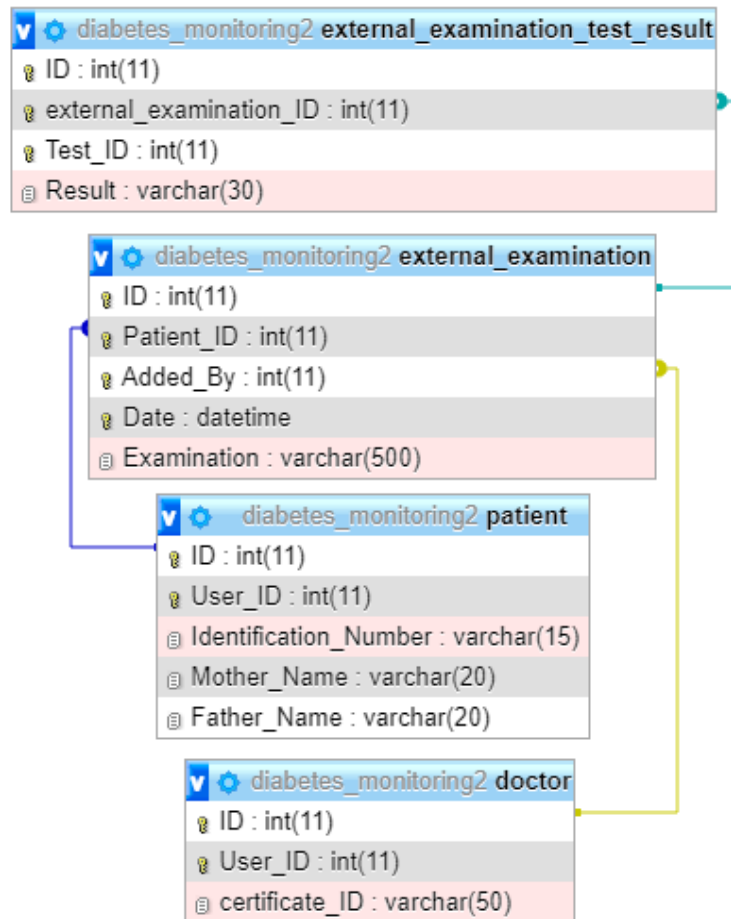 v diabetes_monitoring2 external_examination_test_result
ID : int(11)
external_examination_ID : int(11)
Test_ID : int(11)
Result : varchar(30)
v diabetes_monitoring2 external_examination
ID : int(11)
Patient_ID : int(11)
Added_By : int(11)
Date : datetime
Examination : varchar(500)
v diabetes_monitoring2 patient
ID : int(11)
User_ID : int(11)
Identification_Number : varchar(15)
Mother_Name : varchar(20)
Father_Name : varchar(20)
v diabetes_monitoring2 doctor
ID : int(11)
User_ID : int(11)
certificate_ID : varchar(50)